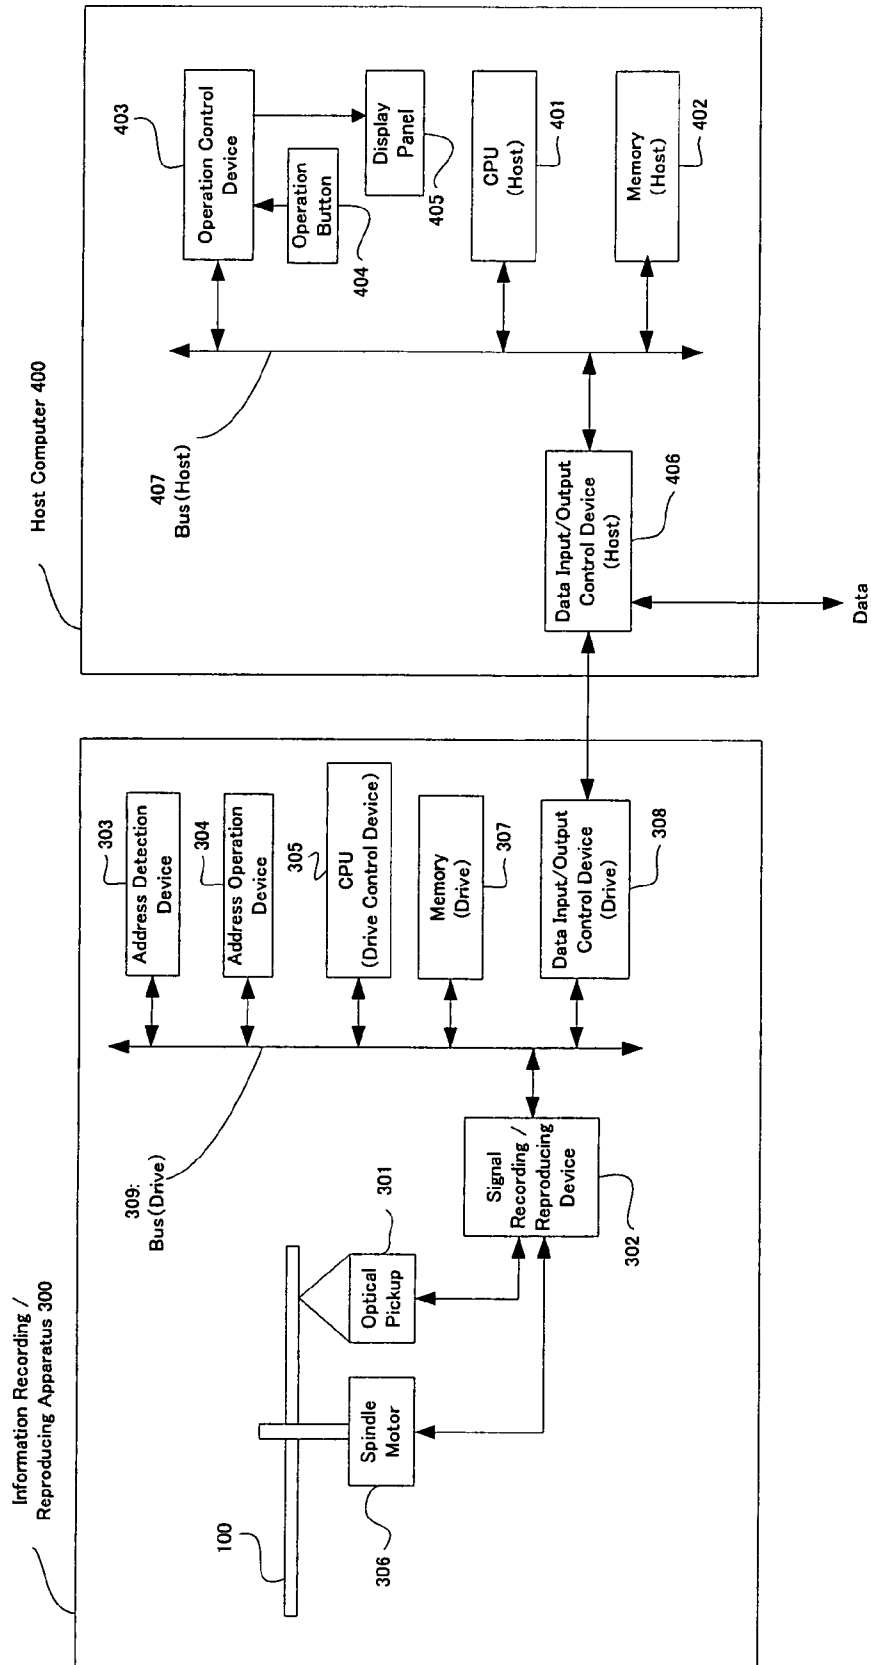 Information Recording /
Reproducing Apparatus 300
100
306
Spindle
Motor
301
Optical
Pickup
302
Signal
Recording /
Reproducing
Device
309:
Bus(Drive)
303
Address Detection
Device
304
Address Operation
Device
305
CPU
(Drive Control Device)
307
Memory
(Drive)
308
Data Input/Output
Control Device
(Drive)
Host Computer 400
407
Bus(Host)
403
Operation Control
Device
404
Operation
Button
405
Display
Panel
401
CPU
(Host)
402
Memory
(Host)
406
Data Input/Output
Control Device
(Host)
Data